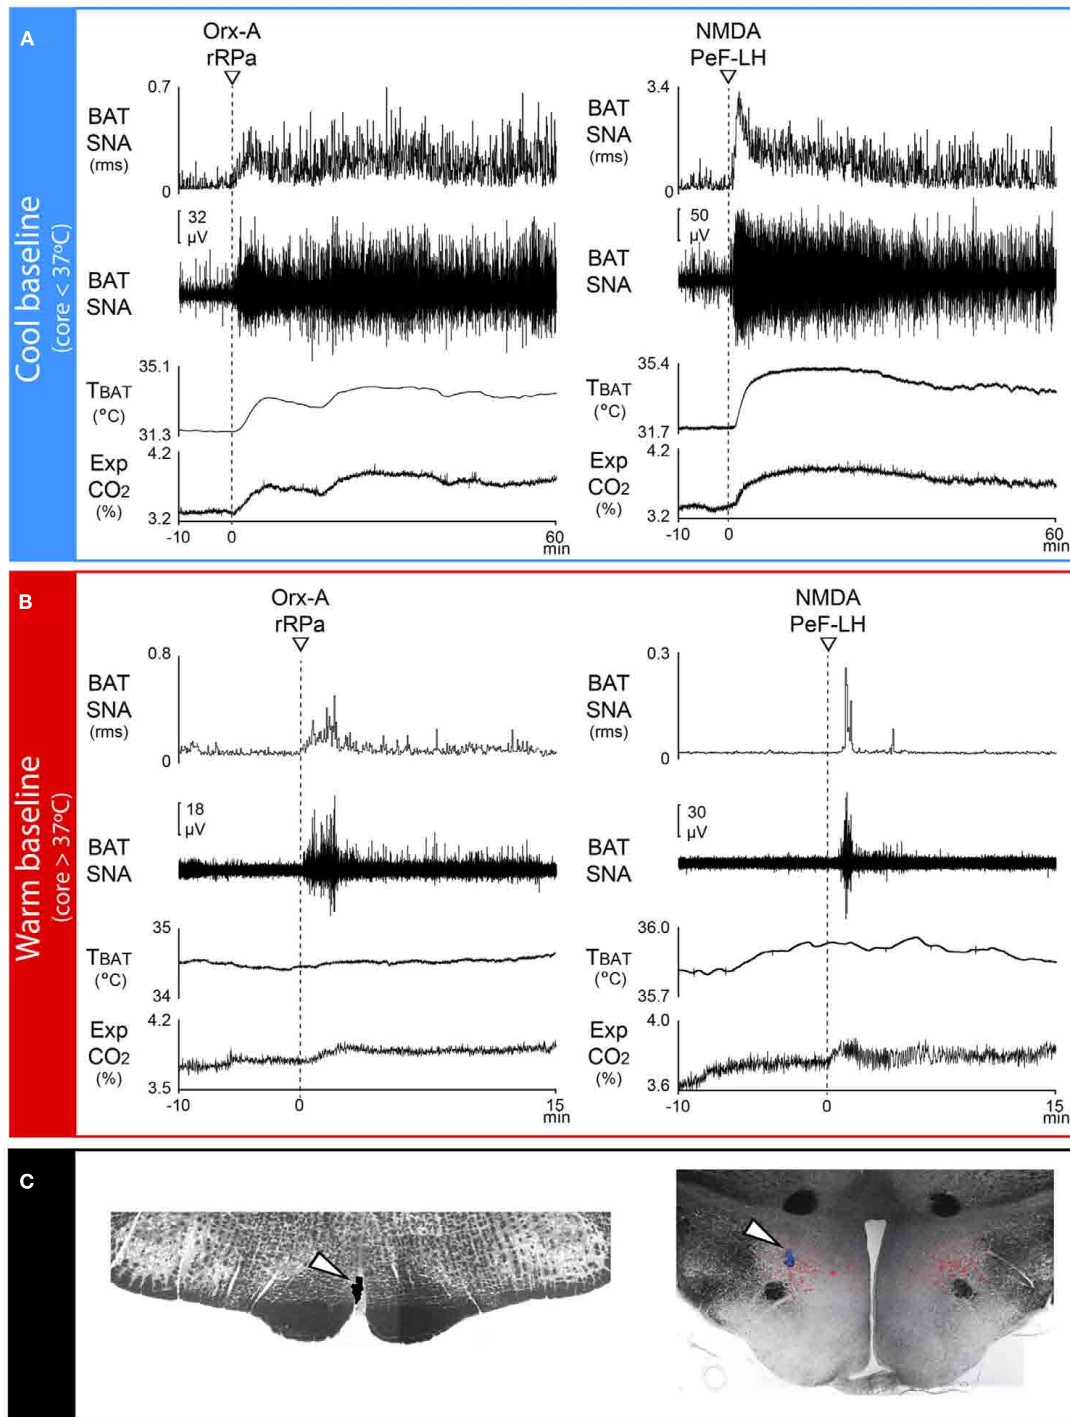 A
Cool baseline
(core < 37ºC)
Orx-A
rRPa
0.7
BAT
SNA
(rms)
0
32
µV
BAT
SNA
35.1
TBAT
(ºC)
31.3
4.2
Exp
CO2
(%)
3.2
-10
0
60
min
NMDA
PeF-LH
3.4
BAT
SNA
(rms)
0
50
µV
BAT
SNA
35.4
TBAT
(ºC)
31.7
4.2
Exp
CO2
(%)
3.2
-10
0
60
min
B
Warm baseline
(core > 37ºC)
Orx-A
rRPa
0.8
BAT
SNA
(rms)
0
18
µV
BAT
SNA
35
TBAT
(ºC)
34
4.2
Exp
CO2
(%)
3.5
-10
0
15
min
NMDA
PeF-LH
0.3
BAT
SNA
(rms)
0
30
µV
BAT
SNA
36.0
TBAT
(ºC)
35.7
4.0
Exp
CO2
(%)
3.6
-10
0
15
min
C